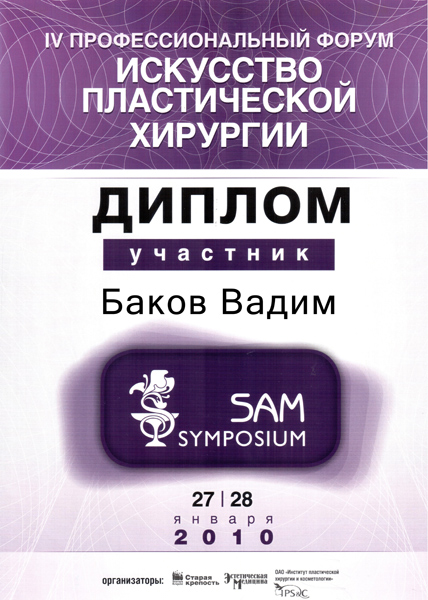 IV ПРОФЕССИОНАЛЬНЫЙ ФОРУМ
ИСКУССТВО
ПЛАСТИЧЕСКОЙ
ХИРУРГИИ
ДИПЛОМ
участник
Баков Вадим
SAM
SYMPOSIUM
27 | 28
января
2010
организаторы:
Старая крепость
Эстетическая Медицина
ОАО «Институт пластической
хирургии и косметологии»
IPS&C